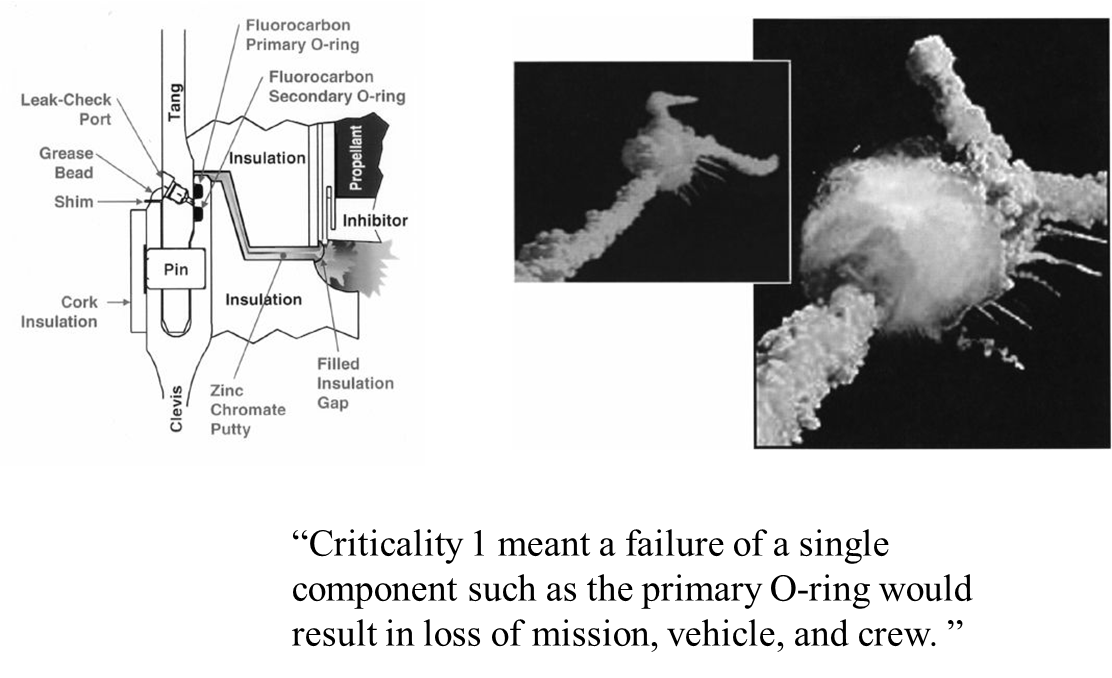 Fluorocarbon
Primary O-ring
Fluorocarbon
Secondary O-ring
Leak-Check
Port
Tang
Grease
Bead
Insulation
Propellant
Shim
Inhibitor
Pin
Cork
Insulation
Insulation
Filled
Insulation
Gap
Zinc
Chromate
Putty
Clevis
“Criticality 1 meant a failure of a single
component such as the primary O-ring would
result in loss of mission, vehicle, and crew. ”